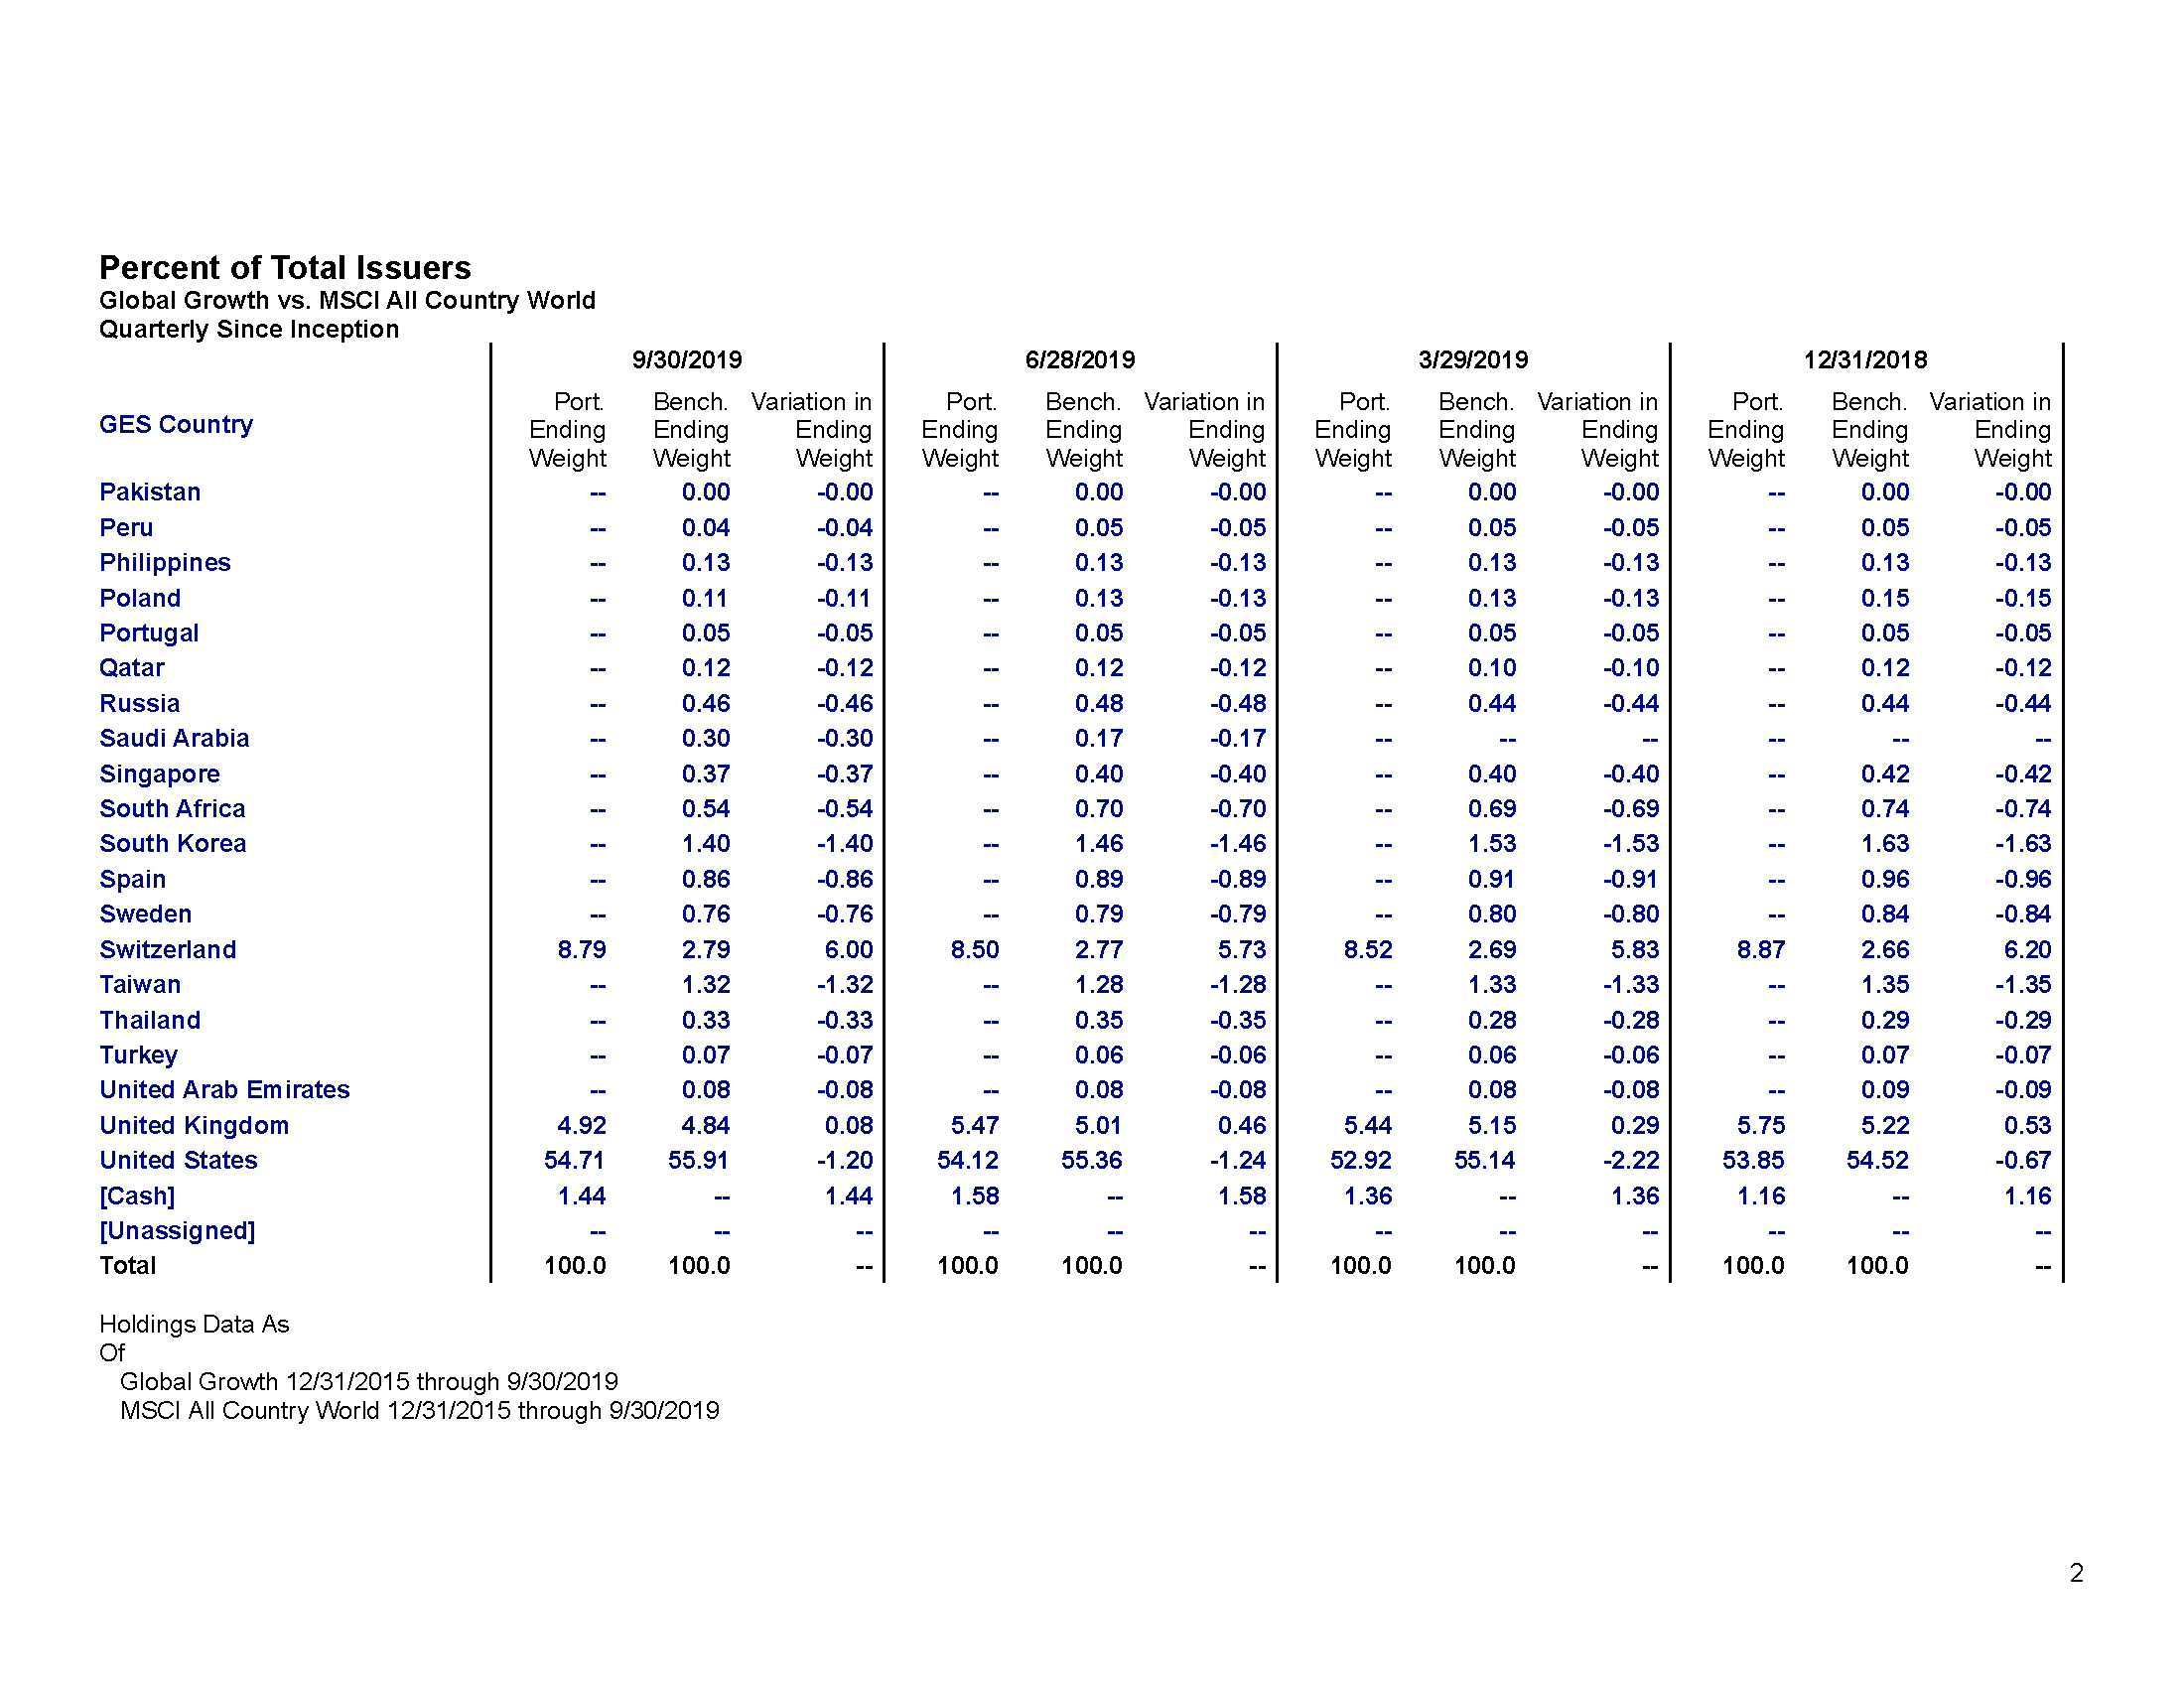 Percent of Total Issuers
Global Growth vs. MSCI All Country World
Quarterly Since Inception
9/30/2019 6/28/2019 3/29/2019 12/31/2018
GES Country Port. Ending Weight Bench. Ending Weight Variation in Ending Weight Port. Ending Weight Bench. Ending Weight Variation in Ending Weight Port. Ending Weight Bench. Ending Weight Variation in Ending Weight Port. Ending Weight Bench. Ending Weight Variation in Ending Weight
Pakistan -- 0.00 -0.00 -- 0.00 -0.00 -- 0.00 -0.00 -- 0.00 -0.00
Peru -- 0.04 -0.04 -- 0.05 -0.05 -- 0.05 -0.05 -- 0.05 -0.05
Philippines -- 0.13 -0.13 -- 0.13 -0.13 -- 0.13 -0.13 -- 0.13 -0.13
Poland -- 0.11 -0.11 -- 0.13 -0.13 -- 0.13 -0.13 -- 0.15 -0.15
Portugal -- 0.05 -0.05 -- 0.05 -0.05 -- 0.05 -0.05 -- 0.05 -0.05
Qatar -- 0.12 -0.12 -- 0.12 -0.12 -- 0.10 -0.10 -- 0.12 -0.12
Russia -- 0.46 -0.46 -- 0.48 -0.48 -- 0.44 -0.44 -- 0.44 -0.44
Saudi Arabia -- 0.30 -0.30 -- 0.17 -0.17 -- -- -- -- -- --
Singapore -- 0.37 -0.37 -- 0.40 -0.40 -- 0.40 -0.40 -- 0.42 -0.42
South Africa -- 0.54 -0.54 -- 0.70 -0.70 -- 0.69 -0.69 -- 0.74 -0.74
South Korea -- 1.40 -1.40 -- 1.46 -1.46 -- 1.53 -1.53 -- 1.63 -1.63
Spain -- 0.86 -0.86 -- 0.89 -0.89 -- 0.91 -0.91 -- 0.96 -0.96
Sweden -- 0.76 -0.76 -- 0.79 -0.79 -- 0.80 -0.80 -- 0.84 -0.84
Switzerland 8.79 2.79 6.00 8.50 2.77 5.73 8.52 2.69 5.83 8.87 2.66 6.20
Taiwan -- 1.32 -1.32 -- 1.28 -1.28 -- 1.33 -1.33 -- 1.35 -1.35
Thailand -- 0.33 -0.33 -- 0.35 -0.35 -- 0.28 -0.28 -- 0.29 -0.29
Turkey -- 0.07 -0.07 -- 0.06 -0.06 -- 0.06 -0.06 -- 0.07 -0.07
United Arab Emirates -- 0.08 -0.08 -- 0.08 -0.08 -- 0.08 -0.08 -- 0.09 -0.09
United Kingdom 4.92 4.84 0.08 5.47 5.01 0.46 5.44 5.15 0.29 5.75 5.22 0.53
United States 54.71 55.91 -1.20 54.12 55.36 -1.24 52.92 55.14 -2.22 53.85 54.52 -0.67
[Cash] 1.44 -- 1.44 1.58 -- 1.58 1.36 -- 1.36 1.16 -- 1.16
[Unassigned] -- -- -- -- -- -- -- -- -- -- -- --
Total 100.0 100.0 -- 100.0 100.0 -- 100.0 100.0 -- 100.0 100.0 --
Holdings Data As
Of
Global Growth 12/31/2015 through 9/30/2019
MSCI All Country World 12/31/2015 through 9/30/2019
2